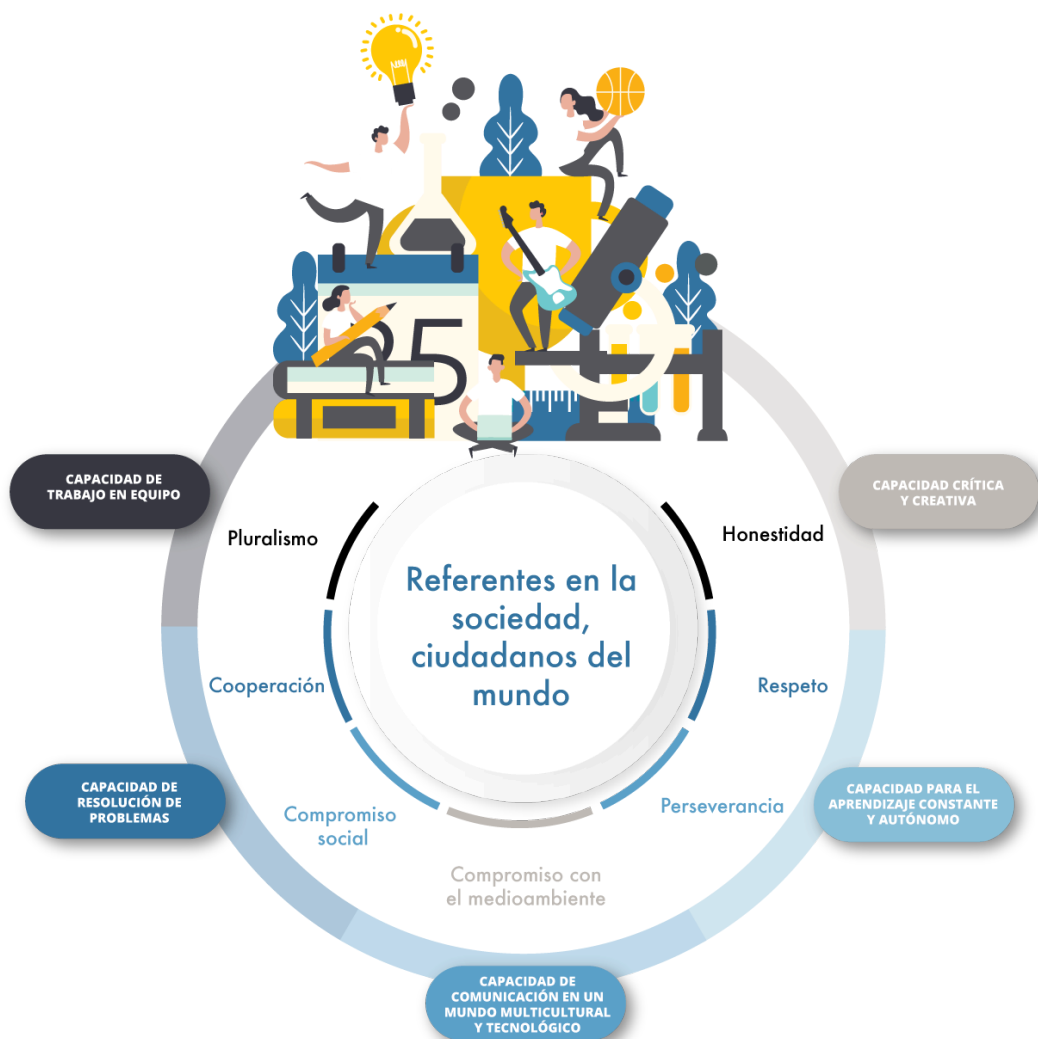 25
CAPACIDAD DE
TRABAJO EN EQUIPO
CAPACIDAD CRÍTICA
Y CREATIVA
Pluralismo
Honestidad
Referentes en la
sociedad,
ciudadanos del
mundo
Cooperación
Respeto
CAPACIDAD DE
RESOLUCIÓN DE
PROBLEMAS
CAPACIDAD PARA EL
APRENDIZAJE CONSTANTE
Y AUTÓNOMO
Compromiso
social
Perseverancia
Compromiso con
el medioambiente
CAPACIDAD DE
COMUNICACIÓN EN UN
MUNDO MULTICULTURAL
Y TECNOLÓGICO